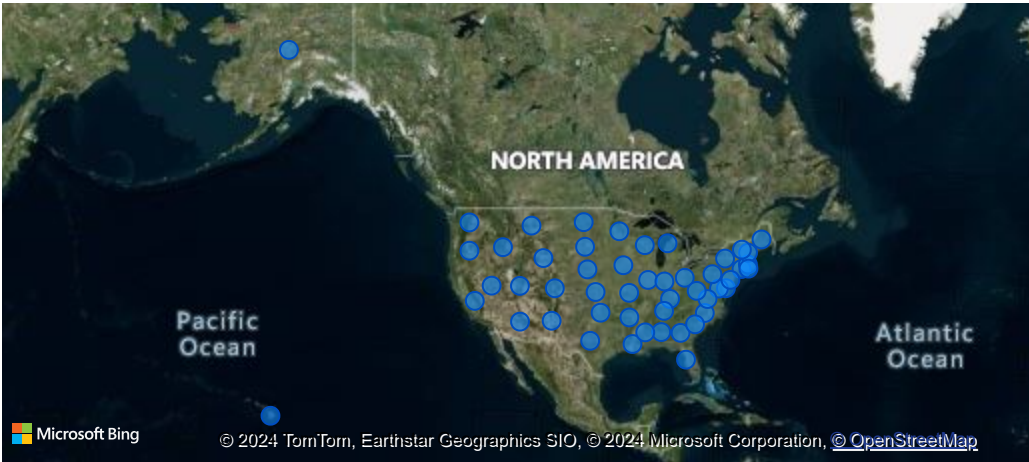 NORTH AMERICA
Pacific
Ocean
Atlantic
Ocean
Microsoft Bing
© 2024 TomTom, Earthstar Geographics SIO, © 2024 Microsoft Corporation, © OpenStreetMap